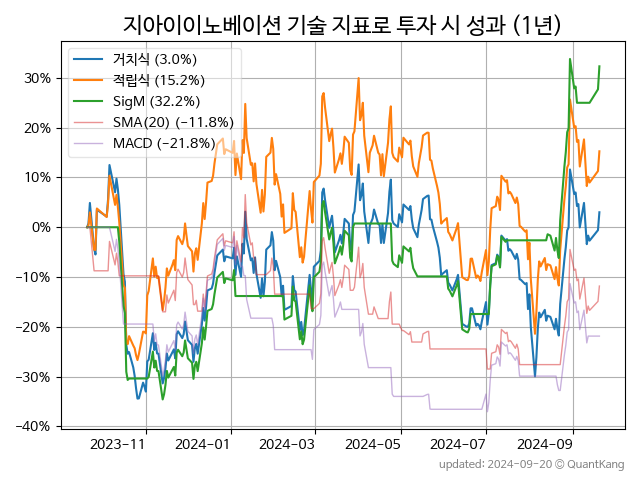 지아이이노베이션 기술 지표로 투자 시 성과 (1년)
거치식 (3.0%)
적립식 (15.2%)
SigM (32.2%)
SMA(20) (−11.8%)
MACD (−21.8%)
30%
20%
10%
0%
−10%
−20%
−30%
−40%
2023-11
2024-01
2024-03
2024-05
2024-07
2024-09
updated: 2024-09-20 © QuantKang